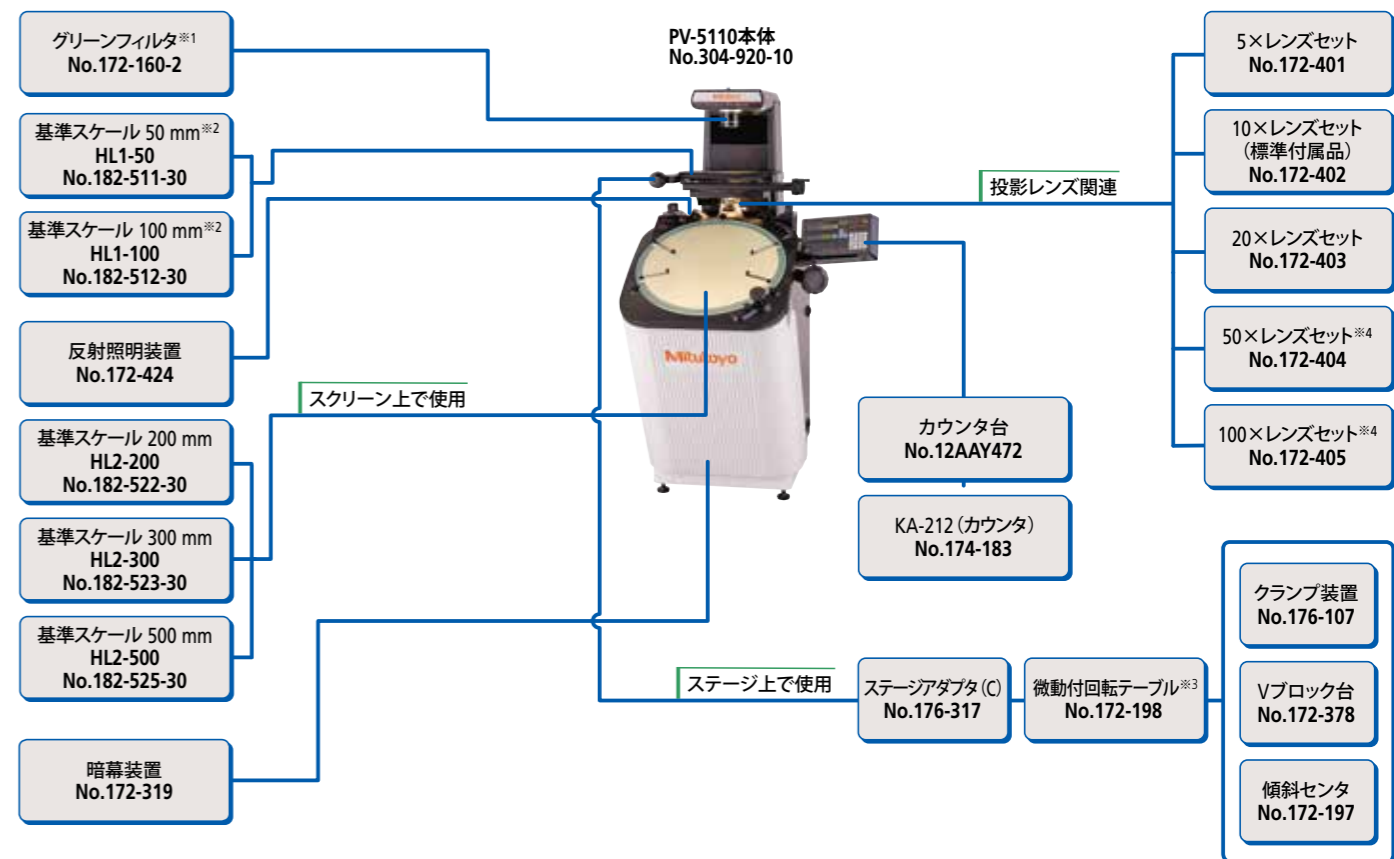 グリーンフィルタ※1
No.172-160-2
基準スケール 50 mm※2
HL1-50
No.182-511-30
基準スケール 100 mm※2
HL1-100
No.182-512-30
反射照明装置
No.172-424
スクリーン上で使用
基準スケール 200 mm
HL2-200
No.182-522-30
基準スケール 300 mm
HL2-300
No.182-523-30
基準スケール 500 mm
HL2-500
No.182-525-30
暗幕装置
No.172-319
PV-5110本体
No.304-920-10
Mitutoyo
Mitutoyo
投影レンズ関連
5×レンズセット
No.172-401
10×レンズセット
(標準付属品)
No.172-402
20×レンズセット
No.172-403
50×レンズセット※4
No.172-404
100×レンズセット※4
No.172-405
カウンタ台
No.12AAY472
KA-212(カウンタ)
No.174-183
ステージ上で使用
ステージアダプタ(C)
No.176-317
微動付回転テーブル※3
No.172-198
クランプ装置
No.176-107
Vブロック台
No.172-378
傾斜センタ
No.172-197